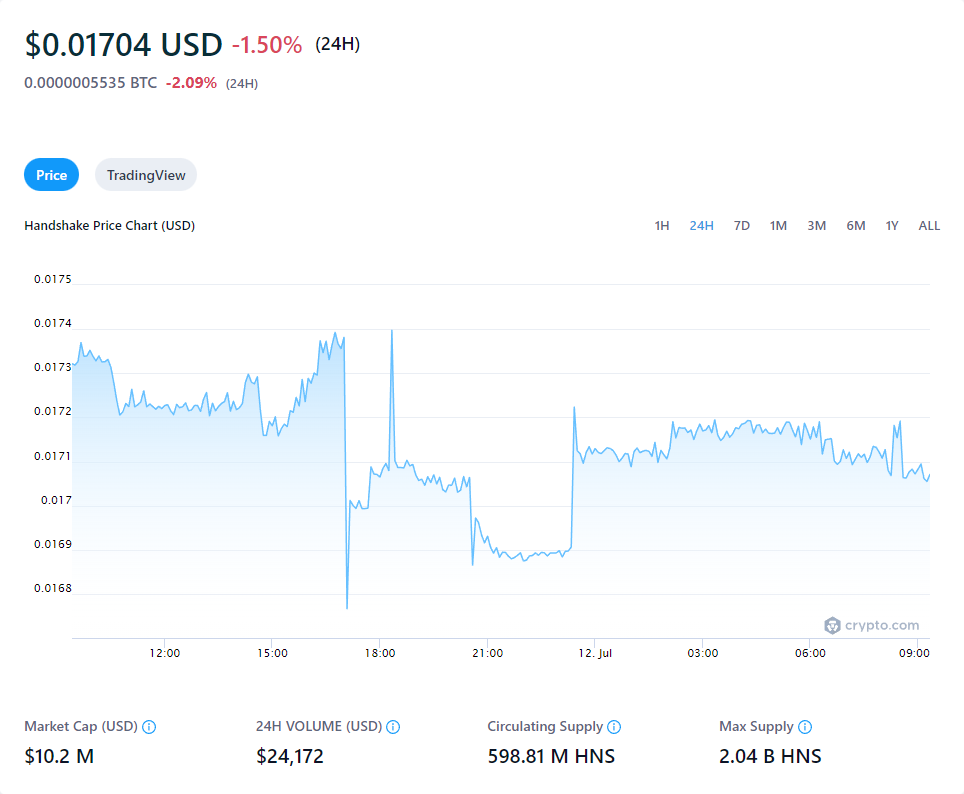 $0.01704 USD -1.50% (24H)
0.0000005535 BTC -2.09% (24H)
Price TradingView
Handshake Price Chart (USD) 1H 24H 7D 1M 3M 6M 1Y ALL
0.0175
0.0174
0.0173
0.0172
0.0171
0.017
0.0169
0.0168
crypto.com
12:00 15:00 18:00 21:00 12. Jul 03:00 06:00 09:00
Market Cap (USD) 24H VOLUME (USD) Circulating Supply Max Supply
$10.2 M $24,172 598.81 M HNS 2.04 B HNS